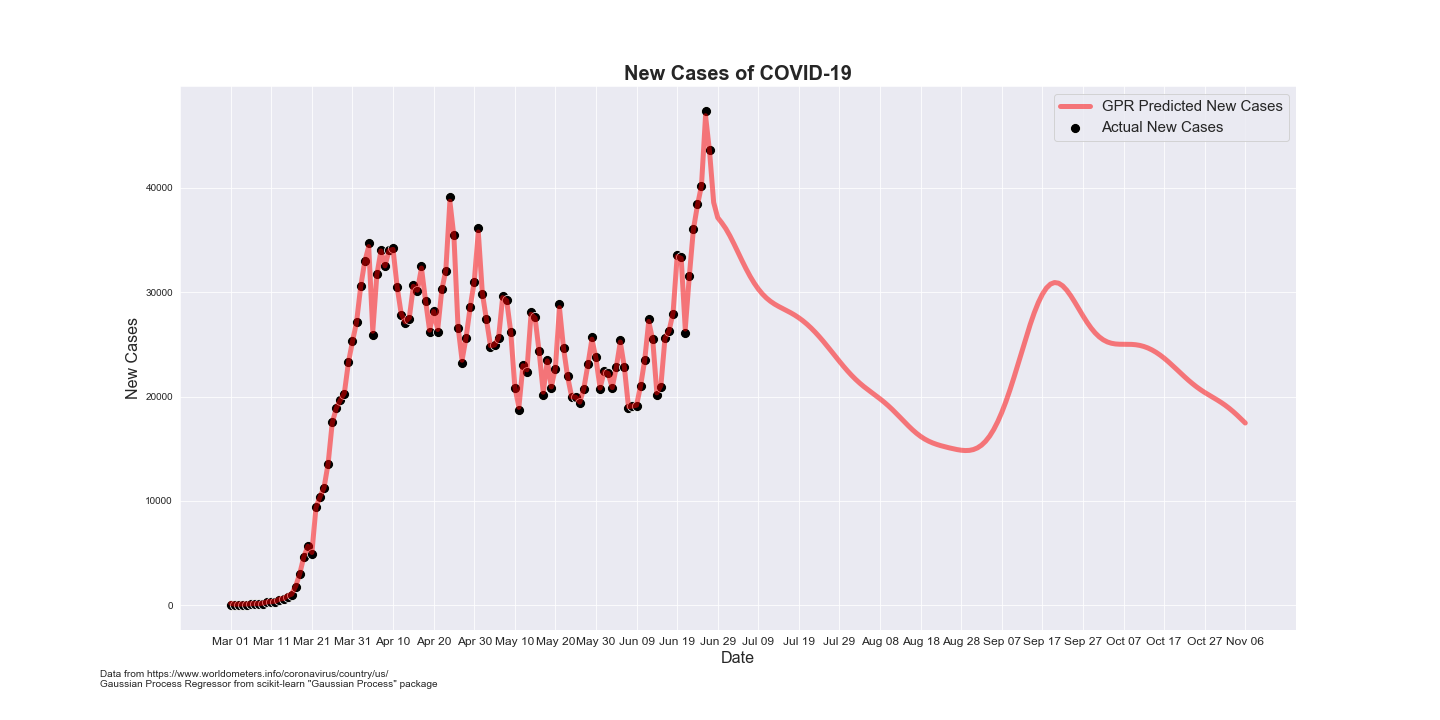 New Cases of COVID-19
GPR Predicted New Cases
Actual New Cases
New Cases
40000
30000
20000
10000
0
Mar 01 Mar 11 Mar 21 Mar 31 Apr 10 Apr 20 Apr 30 May 10 May 20 May 30 Jun 09 Jun 19 Jun 29 Jul 09 Jul 19 Jul 29 Aug 08 Aug 18 Aug 28 Sep 07 Sep 17 Sep 27 Oct 07 Oct 17 Oct 27 Nov 06
Date
Data from https://www.worldometers.info/coronavirus/country/us/
Gaussian Process Regressor from scikit-learn "Gaussian Process" package